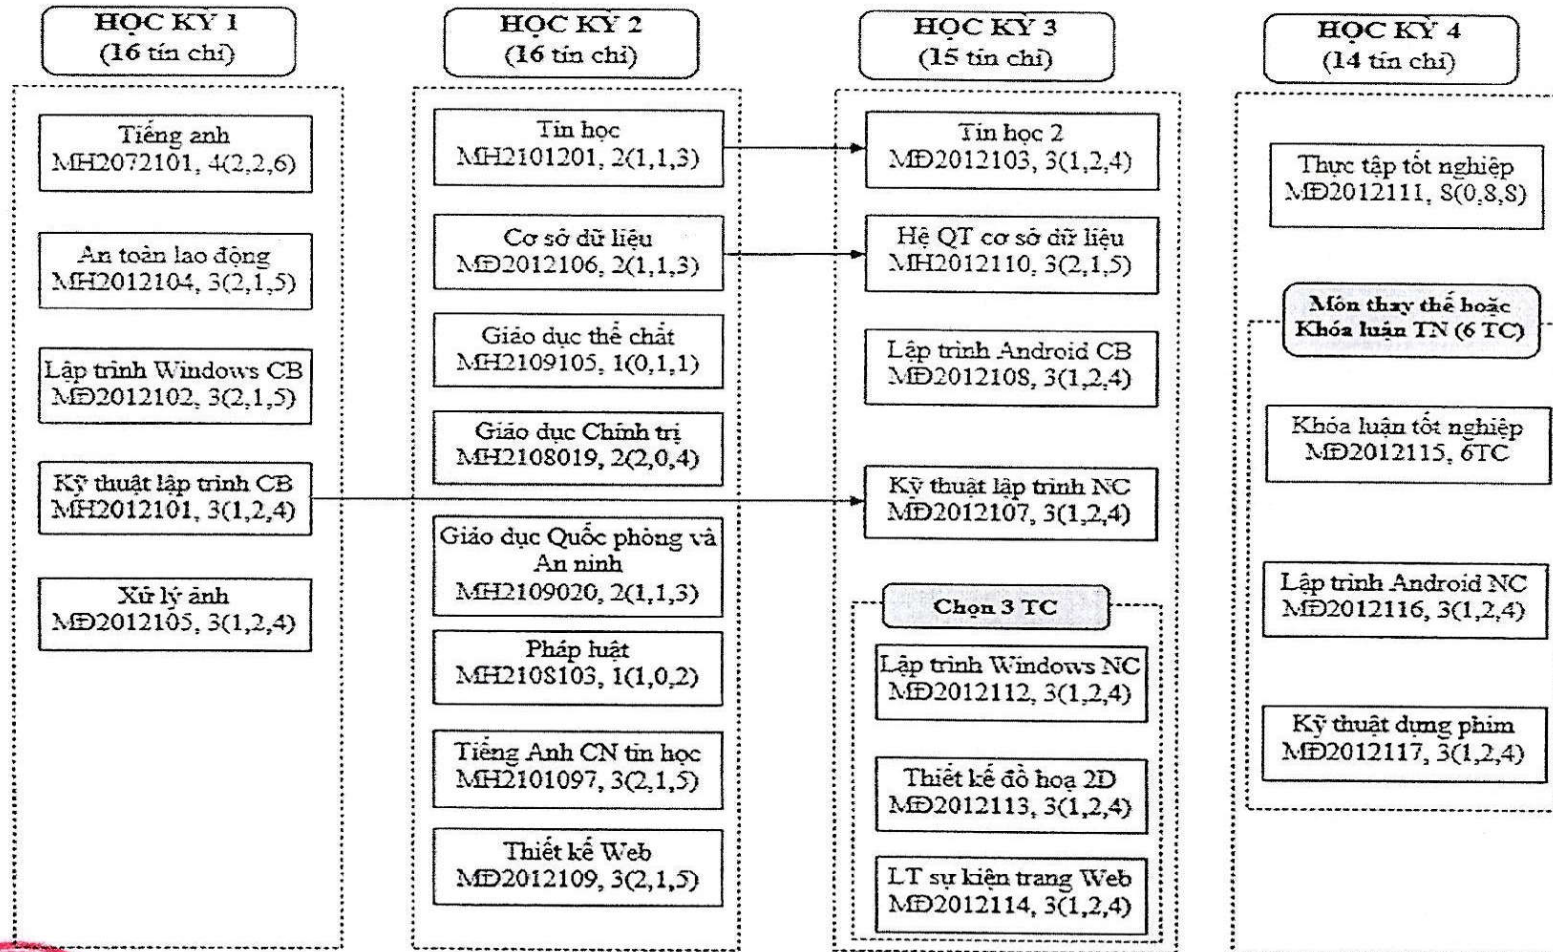 HỌC KỲ 1
(16 tín chỉ)
Tiếng anh
MH2072101, 4(2,2,6)
An toàn lao động
MH2012104, 3(2,1,5)
Lập trình Windows CB
MĐ2012102, 3(2,1,5)
Kỹ thuật lập trình CB
MH2012101, 3(1,2,4)
Xử lý ảnh
MĐ2012105, 3(1,2,4)
HỌC KỲ 2
(16 tín chỉ)
Tin học
MH2101201, 2(1,1,3)
Cơ sở dữ liệu
MĐ2012106, 2(1,1,3)
Giáo dục thể chất
MH2109105, 1(0,1,1)
Giáo dục Chính trị
MH2108019, 2(2,0,4)
Giáo dục Quốc phòng và
An ninh
MH2109020, 2(1,1,3)
Pháp luật
MH2108103, 1(1,0,2)
Tiếng Anh CN tin học
MH2101097, 3(2,1,5)
Thiết kế Web
MĐ2012109, 3(2,1,5)
HỌC KỲ 3
(15 tín chỉ)
Tin học 2
MĐ2012103, 3(1,2,4)
Hệ QT cơ sở dữ liệu
MH2012110, 3(2,1,5)
Lập trình Android CB
MĐ2012108, 3(1,2,4)
Kỹ thuật lập trình NC
MĐ2012107, 3(1,2,4)
Chọn 3 TC
Lập trình Windows NC
MĐ2012112, 3(1,2,4)
Thiết kế đồ hoạ 2D
MĐ2012113, 3(1,2,4)
LT sự kiện trang Web
MĐ2012114, 3(1,2,4)
HỌC KỲ 4
(14 tín chỉ)
Thực tập tốt nghiệp
MĐ2012111, 8(0,8,8)
Môn thay thế hoặc
Khóa luận TN (6 TC)
Khóa luận tốt nghiệp
MĐ2012115, 6TC
Lập trình Android NC
MĐ2012116, 3(1,2,4)
Kỹ thuật dựng phim
MĐ2012117, 3(1,2,4)